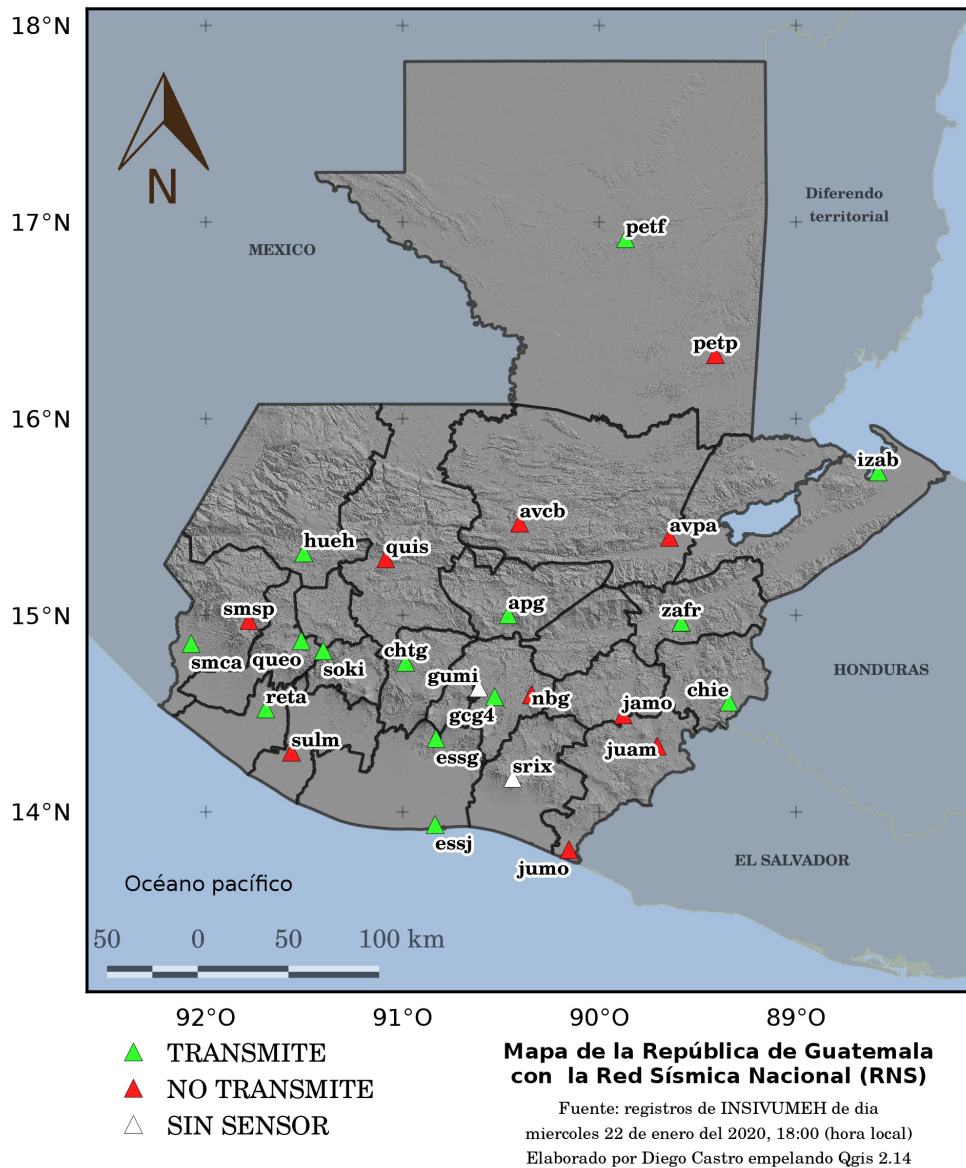 18°N
17°N
16°N
15°N
14°N
N
MEXICO
Diferendo
territorial
petf
petp
izab
avcb
avpa
hueh
quis
smsp
apg
zafr
smca
queo
soki
chtg
gumi
reta
gcg4
nbg
jamo
chie
sulm
essg
srix
juam
HONDURAS
essj
jumo
EL SALVADOR
Océano pacífico
50 0 50 100 km
92°O 91°O 90°O 89°O
TRANSMITE
NO TRANSMITE
SIN SENSOR
Mapa de la República de Guatemala
con la Red Sísmica Nacional (RNS)
Fuente: registros de INSIVUMEH de dia
miercoles 22 de enero del 2020, 18:00 (hora local)
Elaborado por Diego Castro empelando Qgis 2.14